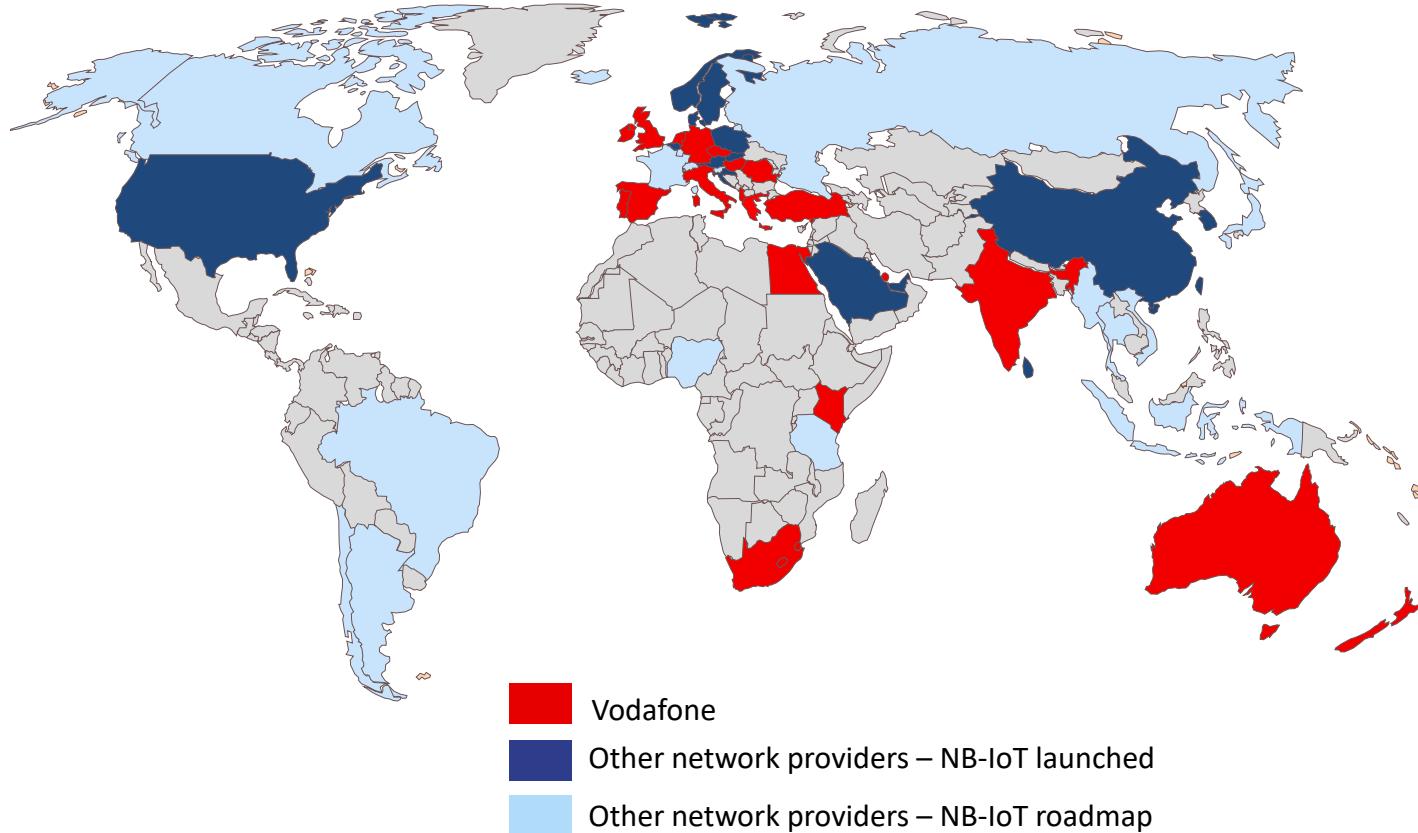 Vodafone
Other network providers – NB-IoT launched
Other network providers – NB-IoT roadmap